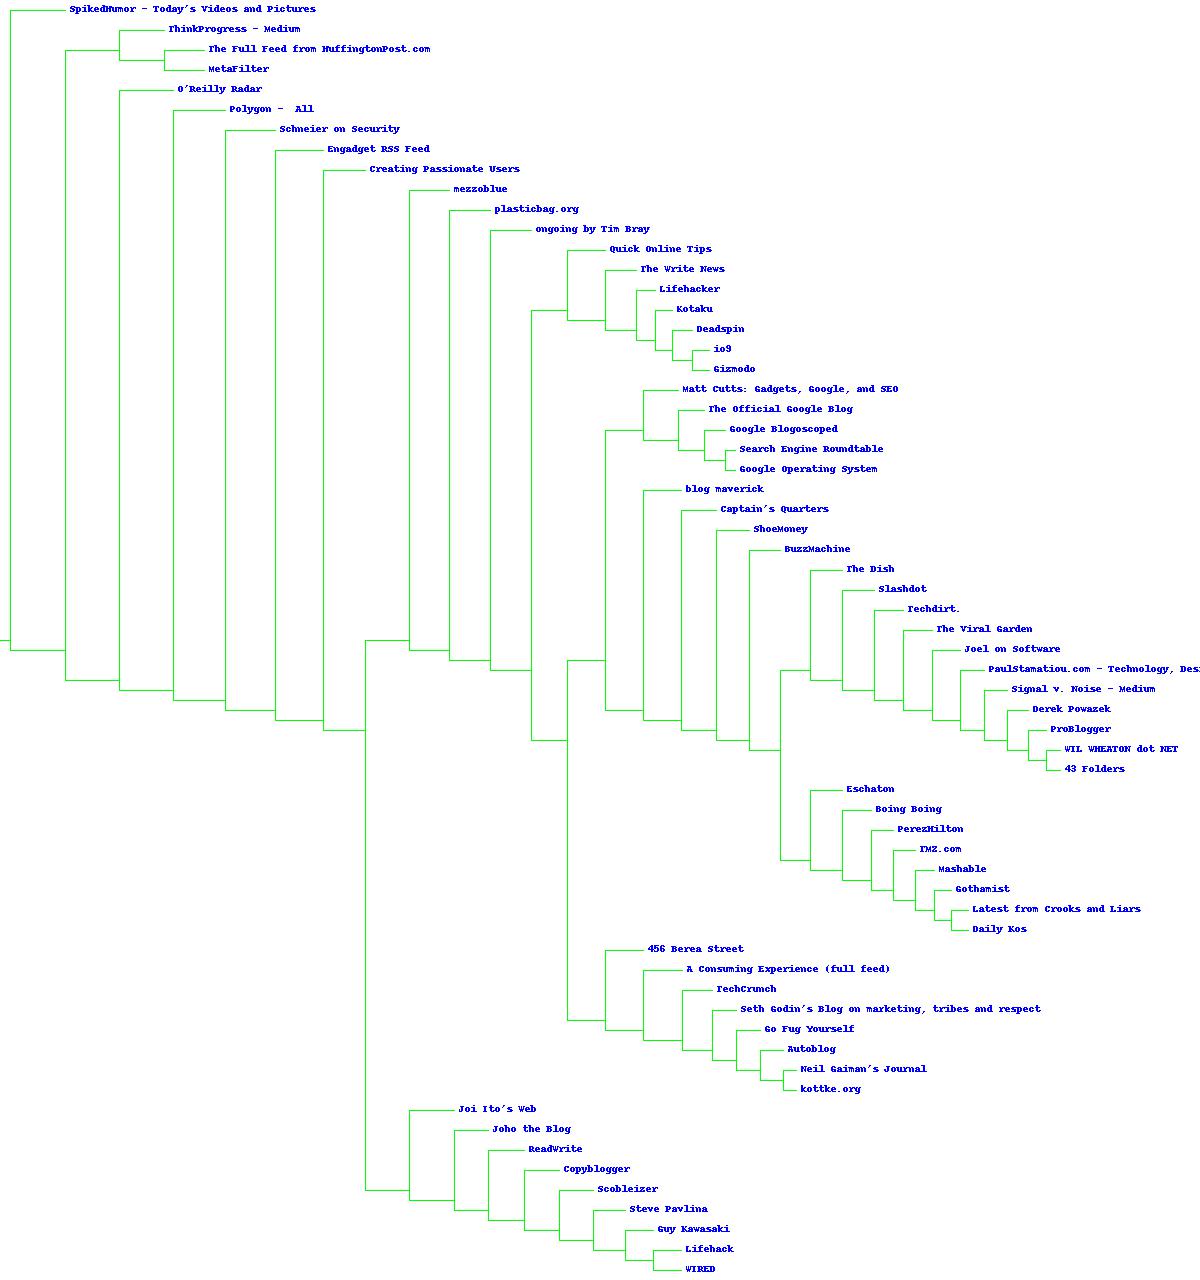 SpikedHumor - Today's Videos and Pictures
ThinkProgress - Medium
The Full Feed from HuffingtonPost.com
MetaFilter
O'Reilly Radar
Polygon -  All
Schneier on Security
Engadget RSS Feed
Creating Passionate Users
mezzoblue
plasticbag.org
ongoing by Tim Bray
Quick Online Tips
The Write News
Lifehacker
Kotaku
Deadspin
io9
Gizmodo
Matt Cutts: Gadgets, Google, and SEO
The Official Google Blog
Google Blogoscoped
Search Engine Roundtable
Google Operating System
blog maverick
Captain's Quarters
ShoeMoney
BuzzMachine
The Dish
Slashdot
Techdirt.
The Viral Garden
Joel on Software
PaulStamatiou.com - Technology, Des
Signal v. Noise - Medium
Derek Powazek
ProBlogger
WIL WHEATON dot NET
43 Folders
Eschaton
Boing Boing
PerezHilton
TMZ.com
Mashable
Gothamist
Latest from Crooks and Liars
Daily Kos
456 Berea Street
A Consuming Experience (full feed)
TechCrunch
Seth Godin's Blog on marketing, tribes and respect
Go Fug Yourself
Autoblog
Neil Gaiman's Journal
kottke.org
Joi Ito's Web
Joho the Blog
ReadWrite
Copyblogger
Scobleizer
Steve Pavlina
Guy Kawasaki
Lifehack
WIRED